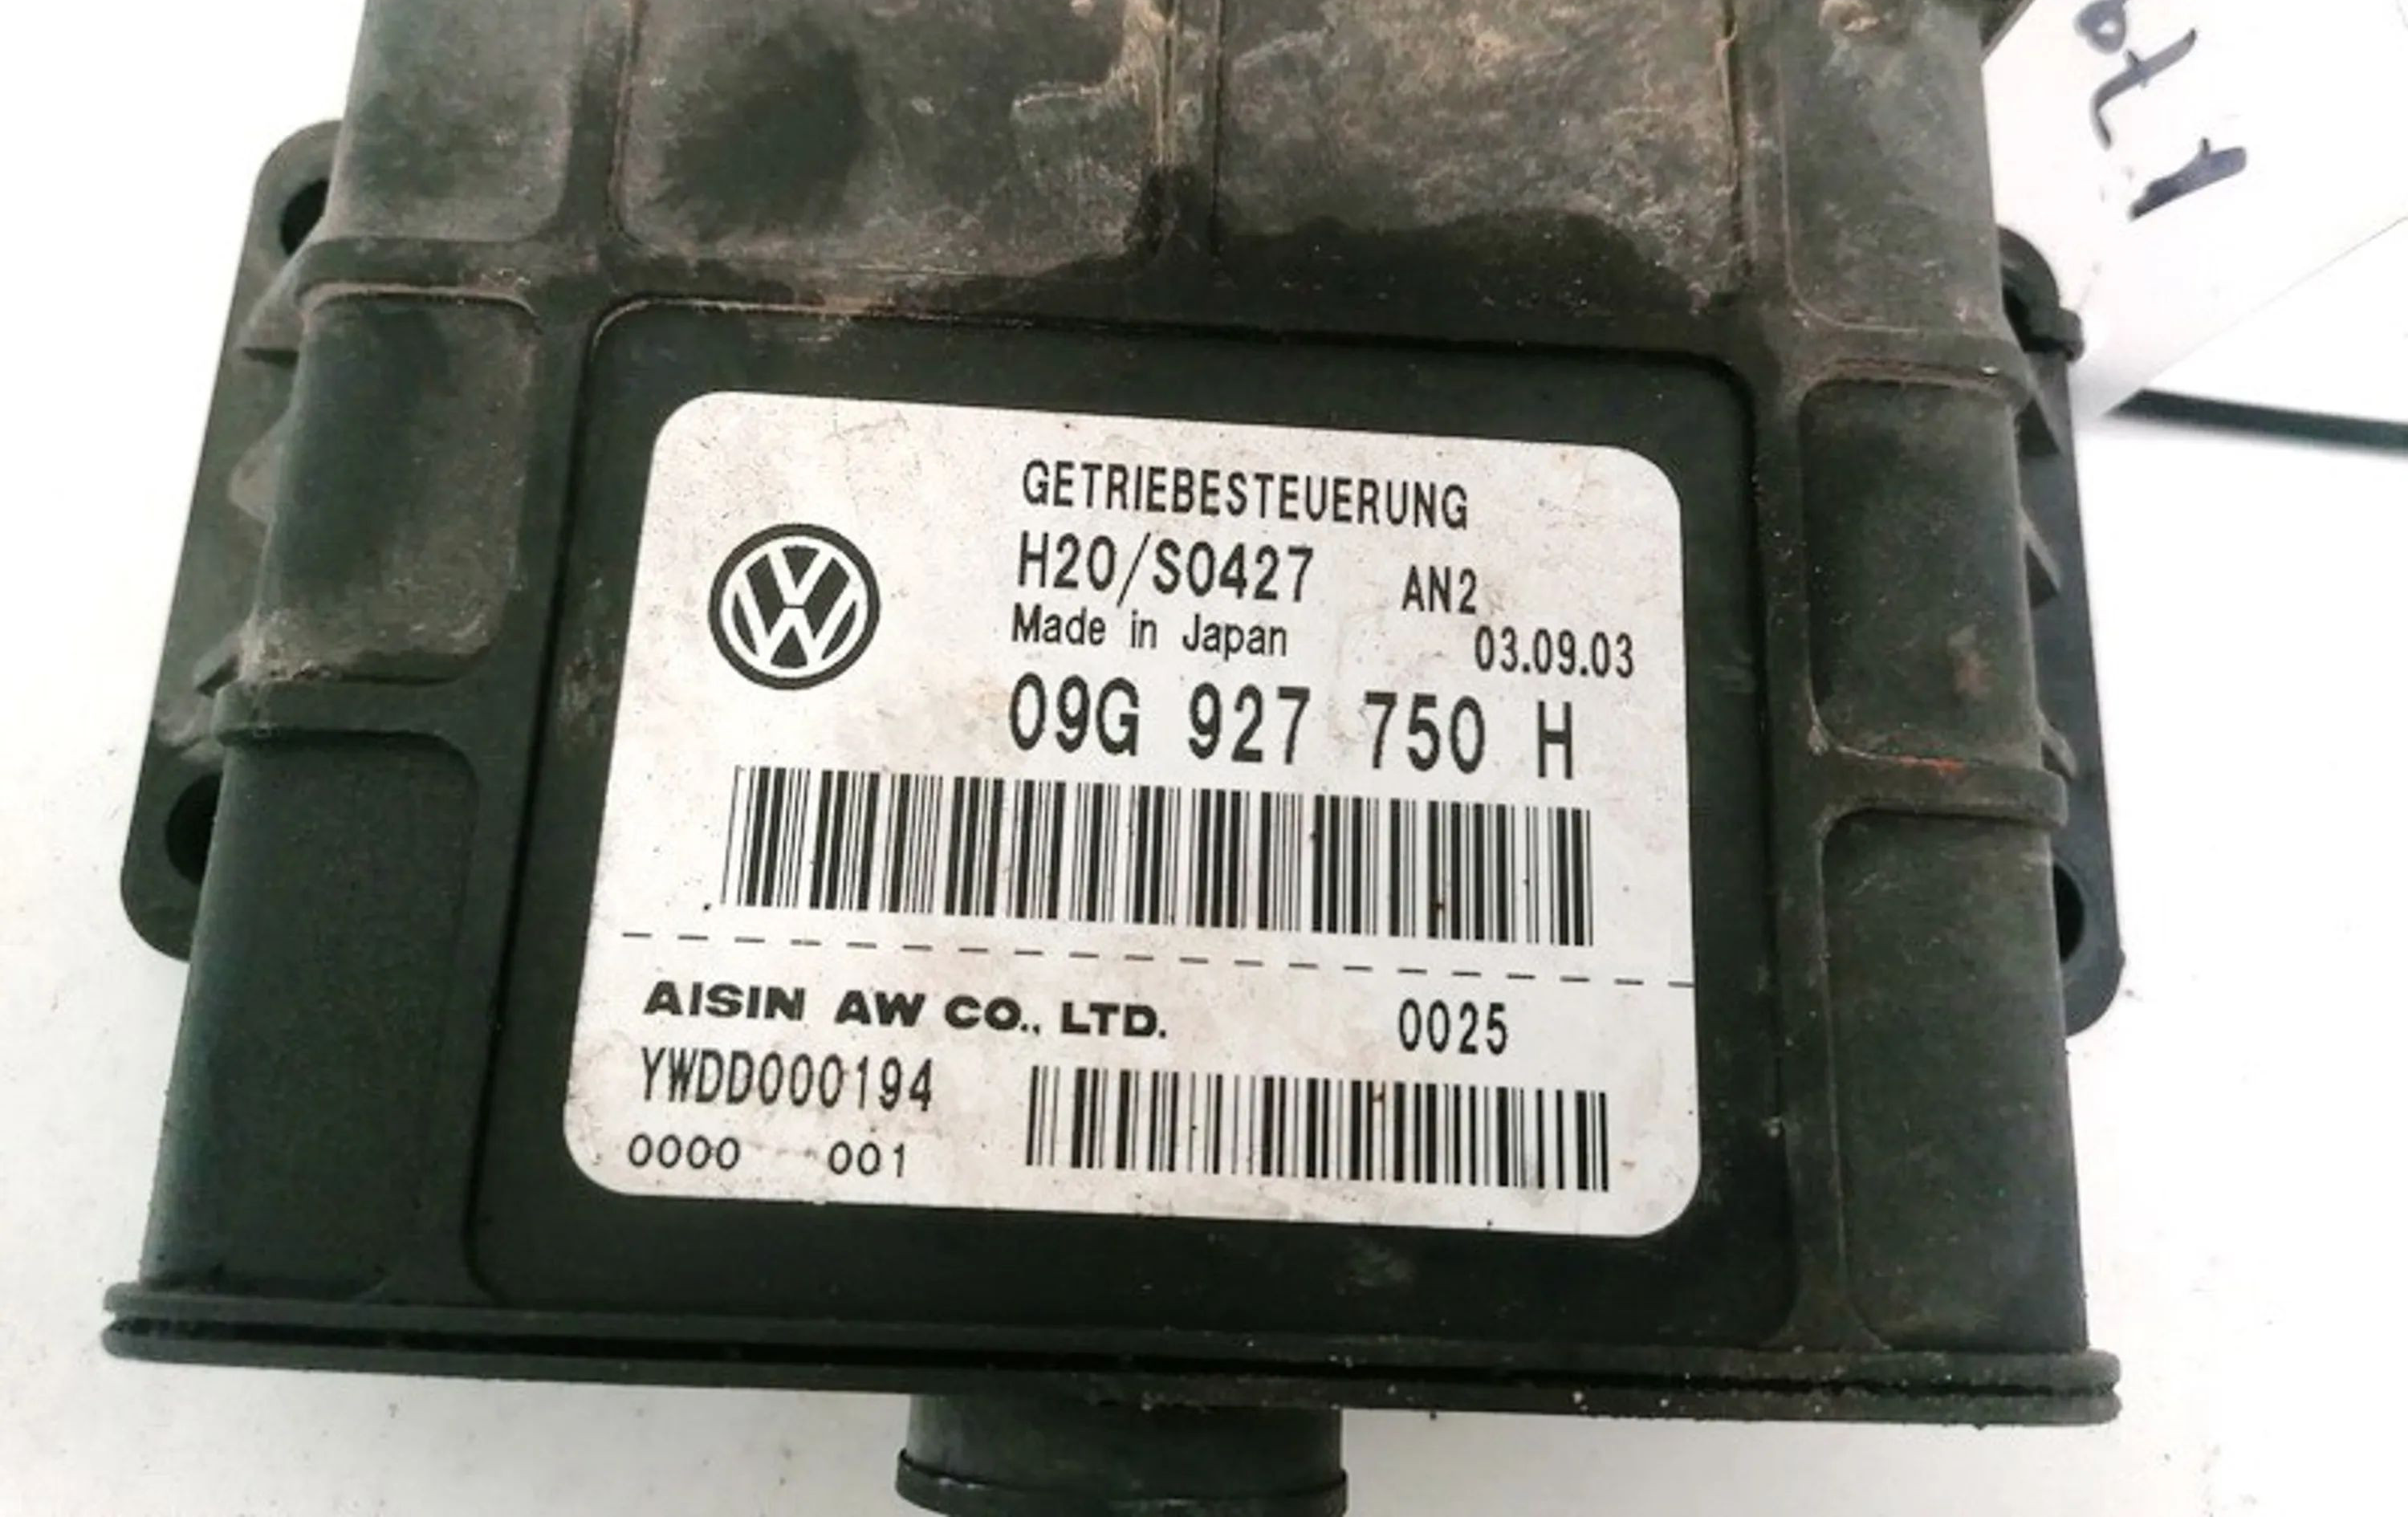 GETRIEBESTEUERUNG
H20/S0427 AN2
Made in Japan 03.09.03
09G 927 750 H
AISIN AW CO., LTD. 0025
YWDD000194
0000 001